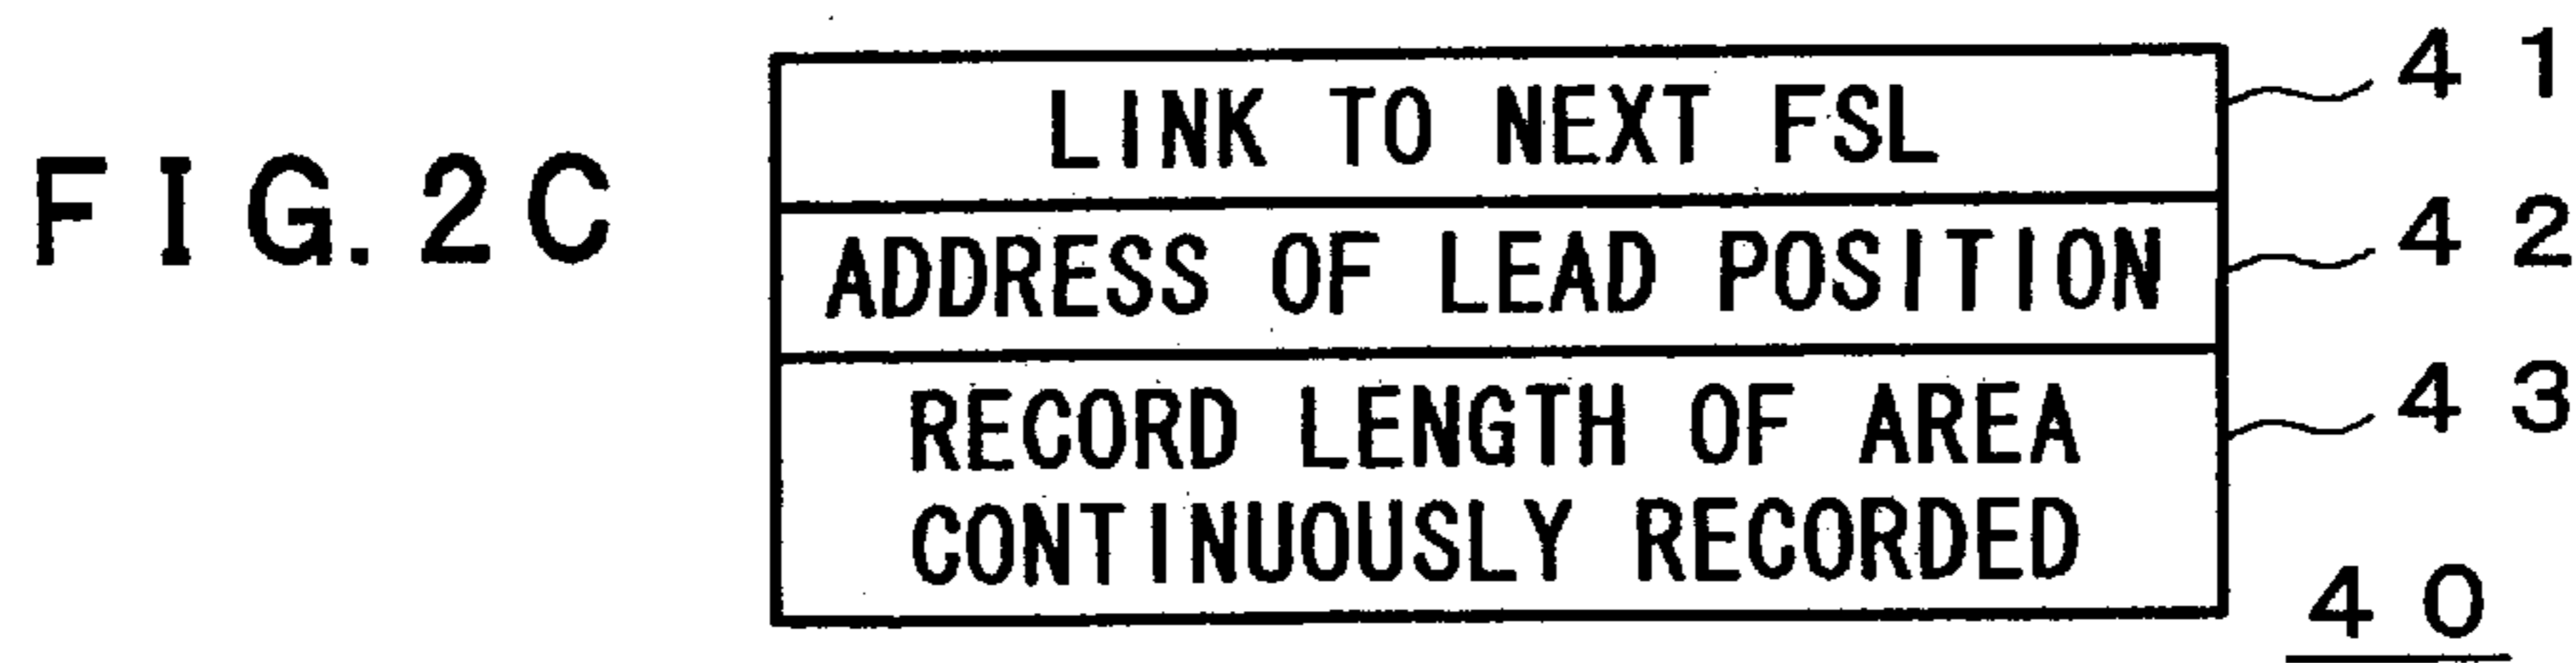 FIG. 2C
LINK TO NEXT FSL
41
ADDRESS OF LEAD POSITION
42
RECORD LENGTH OF AREA
CONTINUOUSLY RECORDED
43
40